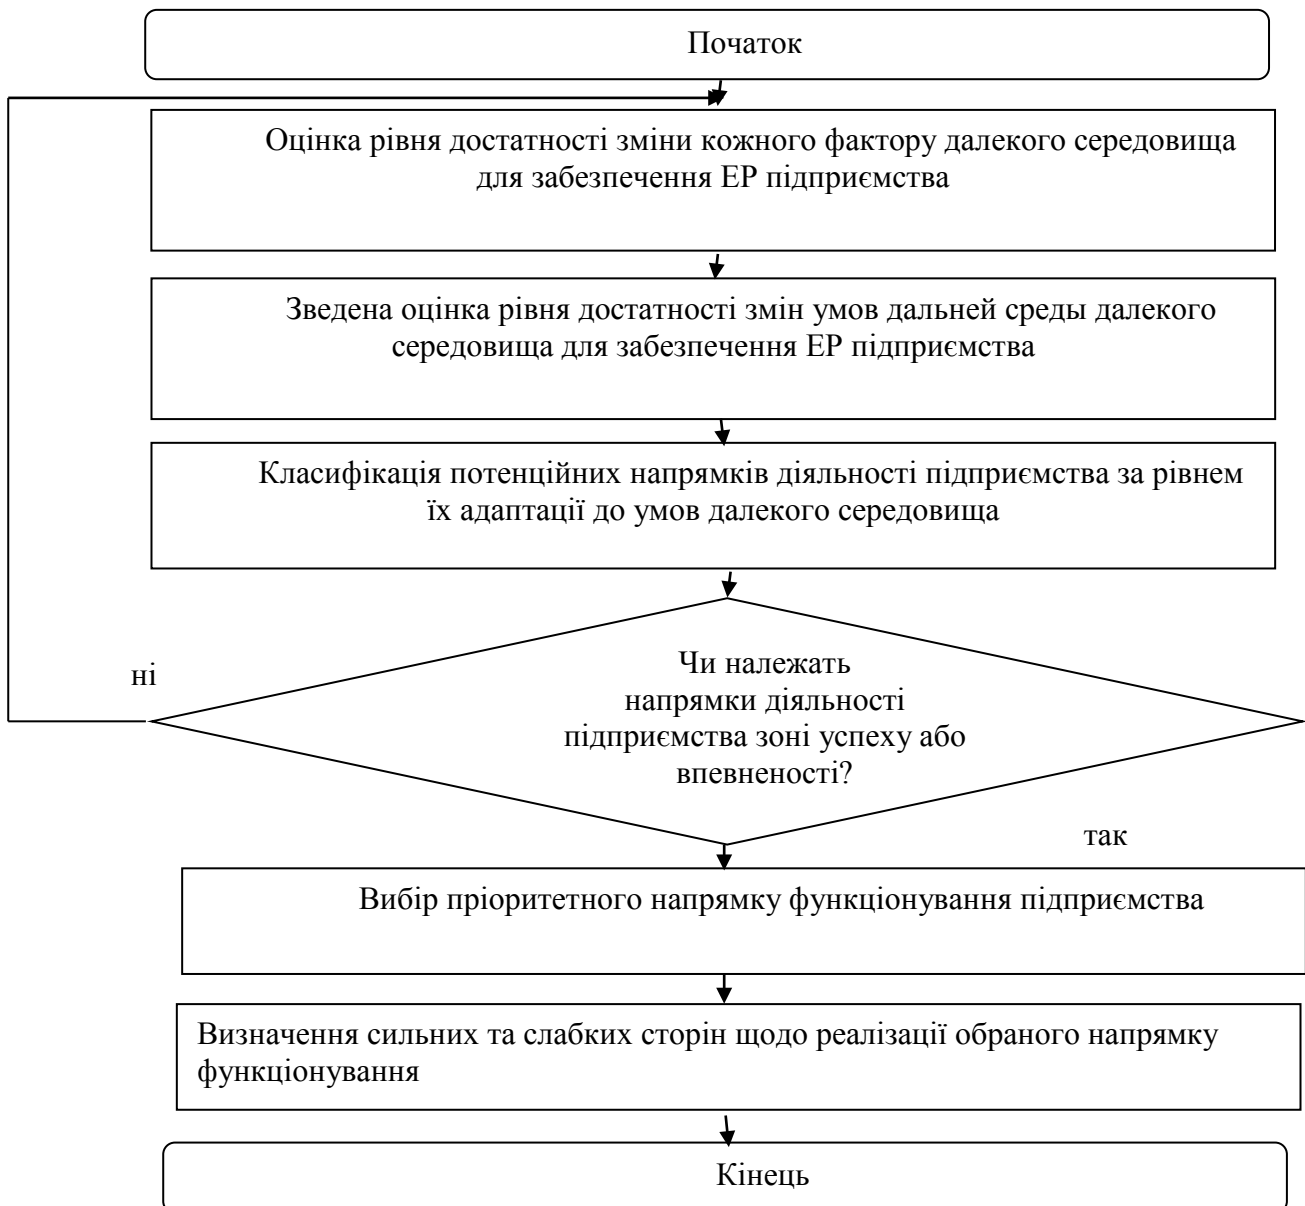 Початок
Оцінка рівня достатності зміни кожного фактору далекого середовища
для забезпечення ЕР підприємства
Зведена оцінка рівня достатності змін умов дальней среды далекого
середовища для забезпечення ЕР підприємства
Класифікація потенційних напрямків діяльності підприємства за рівнем
їх адаптації до умов далекого середовища
ні
Чи належать
напрямки діяльності
підприємства зоні успеху або
впевненості?
так
Вибір пріоритетного напрямку функціонування підприємства
Визначення сильних та слабких сторін щодо реалізації обраного напрямку
функціонування
Кінець